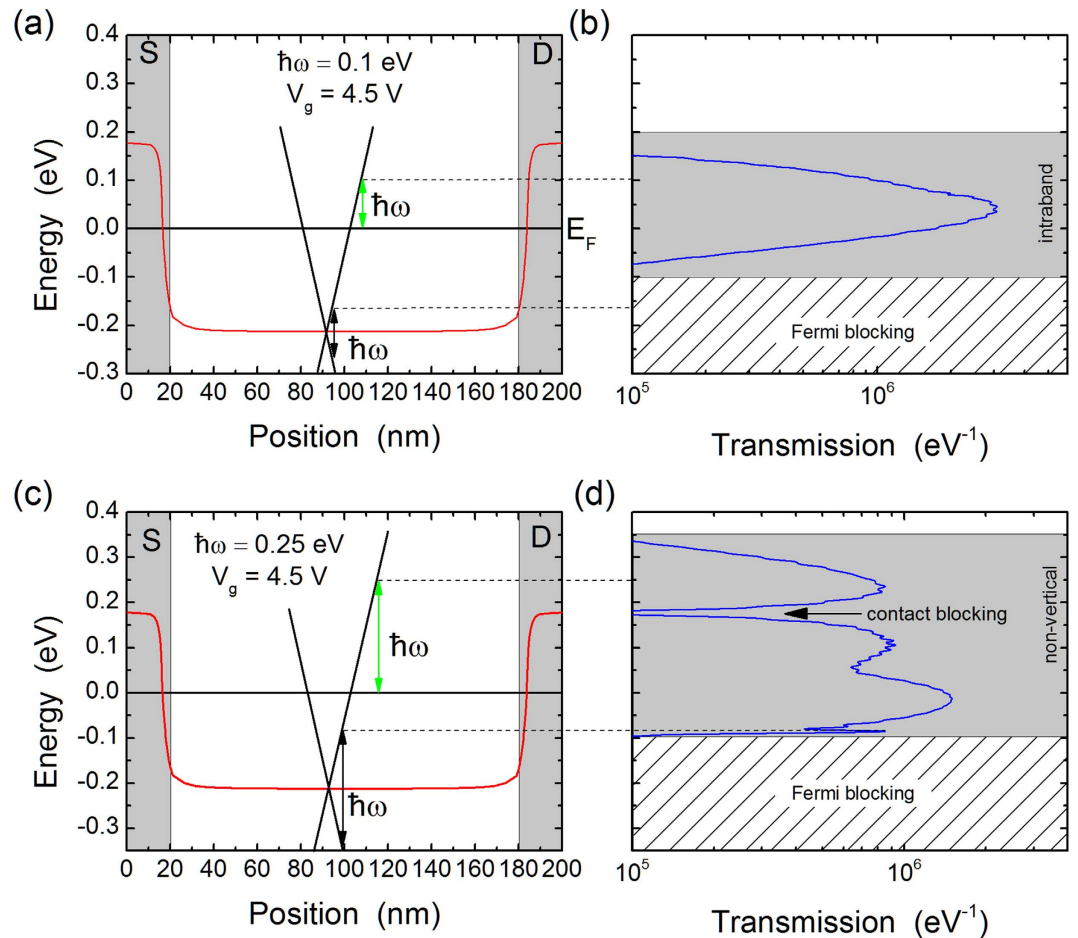 (a)
(b)
S
D
ħω = 0.1 eV
V_g = 4.5 V
ħω
ħω
E_F
0.4
0.3
0.2
0.1
0.0
-0.1
-0.2
-0.3
Energy (eV)
0 20 40 60 80 100 120 140 160 180 200
Position (nm)
intraband
Fermi blocking
10^5
10^6
Transmission (eV^-1)
(c)
(d)
S
D
ħω = 0.25 eV
V_g = 4.5 V
ħω
ħω
0.4
0.3
0.2
0.1
0.0
-0.1
-0.2
-0.3
Energy (eV)
0 20 40 60 80 100 120 140 160 180 200
Position (nm)
contact blocking
non-vertical
Fermi blocking
10^5
10^6
Transmission (eV^-1)